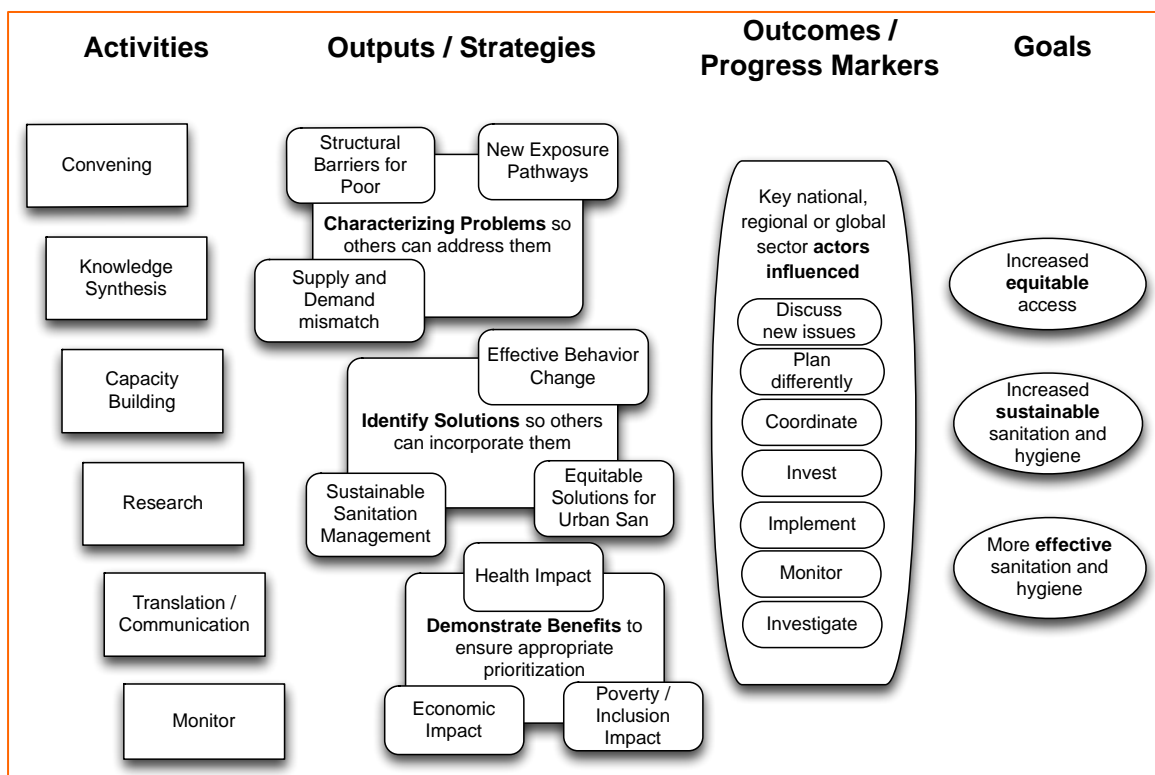 Activities
Outputs / Strategies
Outcomes /
Progress Markers
Goals
Convening
Knowledge
Synthesis
Capacity
Building
Research
Translation /
Communication
Monitor
Structural
Barriers for
Poor
New Exposure
Pathways
Characterizing Problems so
others can address them
Supply and
Demand
mismatch
Effective Behavior
Change
Identify Solutions so others
can incorporate them
Sustainable
Sanitation
Management
Equitable
Solutions for
Urban San
Health Impact
Demonstrate Benefits to
ensure appropriate
prioritization
Economic
Impact
Poverty /
Inclusion
Impact
Key national,
regional or global
sector actors
influenced
Discuss
new issues
Plan
differently
Coordinate
Invest
Implement
Monitor
Investigate
Increased
equitable
access
Increased
sustainable
sanitation and
hygiene
More effective
sanitation and
hygiene